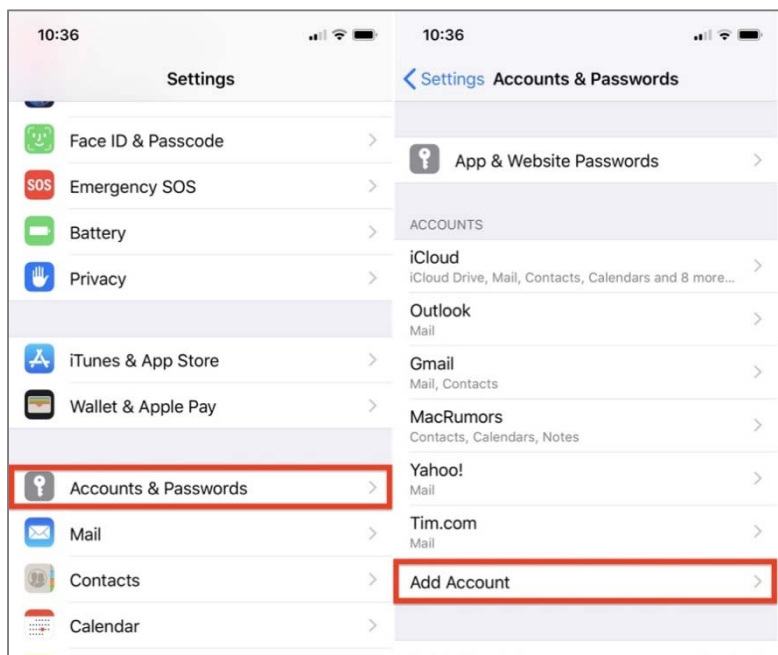 10:36
Settings
Face ID & Passcode
SOS
Emergency SOS
Battery
Privacy
iTunes & App Store
Wallet & Apple Pay
Accounts & Passwords
Mail
Contacts
Calendar
10:36
Settings Accounts & Passwords
App & Website Passwords
ACCOUNTS
iCloud
iCloud Drive, Mail, Contacts, Calendars and 8 more...
Outlook
Mail
Gmail
Mail, Contacts
MacRumors
Contacts, Calendars, Notes
Yahoo!
Mail
Tim.com
Mail
Add Account